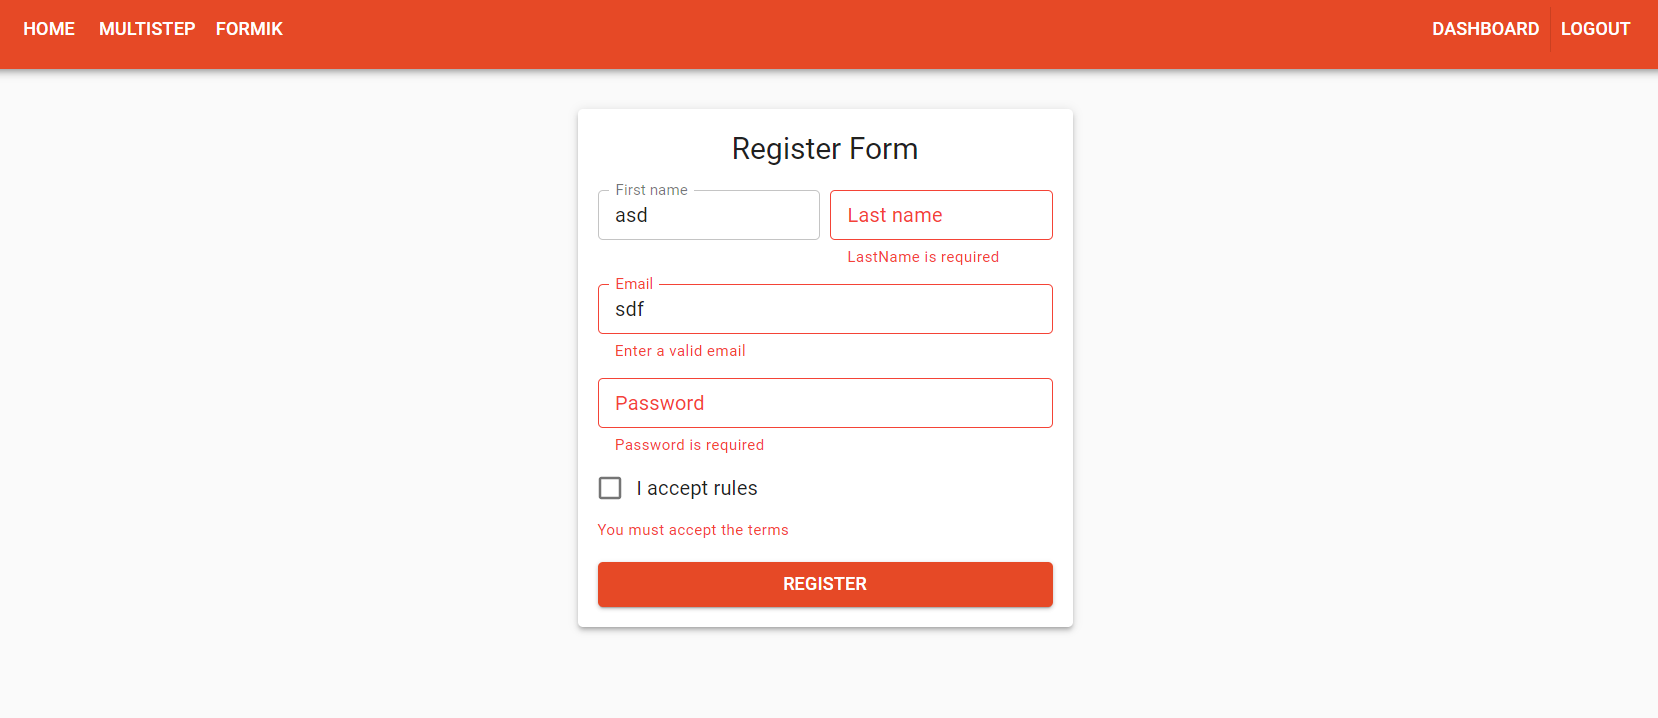 HOME MULTISTEP FORMIK DASHBOARD LOGOUT
Register Form
First name
asd
Last name
LastName is required
Email
sdf
Enter a valid email
Password
Password is required
I accept rules
You must accept the terms
REGISTER